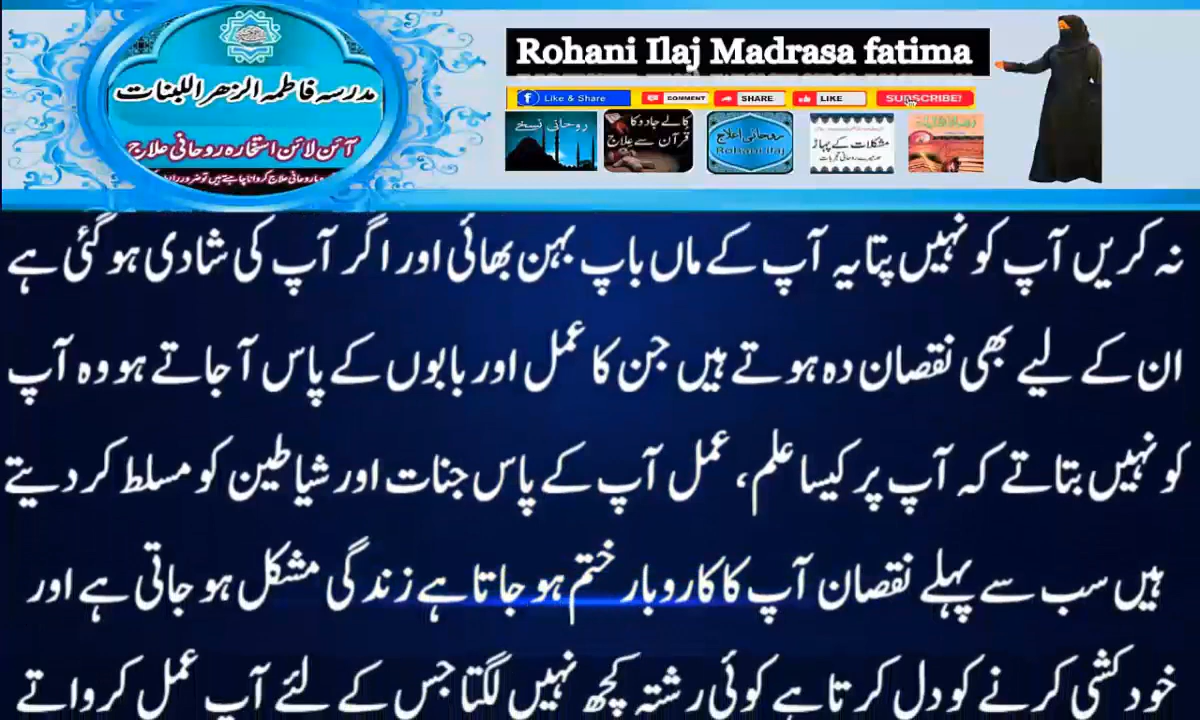 مدرسہ فاطمہ الزھرا للبنات
آئن لائن استخارہ روحانی علاج
Rohani Ilaj Madrasa fatima
Like & Share
COMMENT
SHARE
LIKE
SUBSCRIBE!
روحانی نسخے
کالے جادو کا
قرآن سے علاج
روحانی اعلاج
Rohani ilaj
مشکلات کے پہاڑ
نہ کریں آپ کو نہیں پتا یہ آپ کے ماں باپ بہن بھائی اور اگر آپ کی شادی ہو گئی ہے
ان کے لیے بھی نقصان دہ ہوتے ہیں جن کا عمل اور بابوں کے پاس آ جاتے ہو وہ آپ
کو نہیں بتاتے کہ آپ پر کیسا علم، عمل آپ کے پاس جنات اور شیاطین کو مسلط کر دیتے
ہیں سب سے پہلے نقصان آپ کا کاروبار ختم ہو جاتا ہے زندگی مشکل ہو جاتی ہے اور
خودکشی کرنے کو دل کرتا ہے کوئی رشتہ کچھ نہیں لگتا جس کے لئے آپ عمل کرواتے